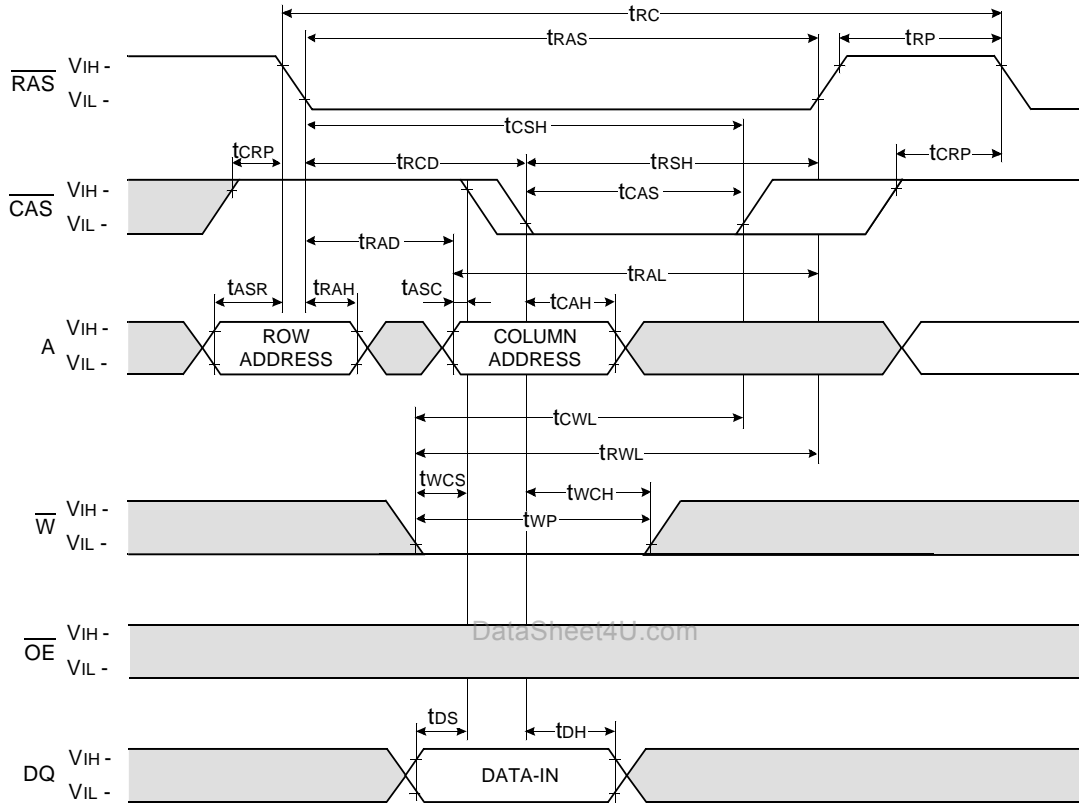 tRC
tRAS
tRP
RAS
VIH -
VIL -
tCSH
tCRP
tRCD
tRSH
tCRP
CAS
VIH -
VIL -
tCAS
tRAD
tRAL
tASR
tRAH
tASC
tCAH
A
VIH -
VIL -
ROW
ADDRESS
COLUMN
ADDRESS
tCWL
tRWL
tWCS
tWCH
W
VIH -
VIL -
tWP
OE
VIH -
VIL -
DataSheet4U.com
tDS
tDH
DQ
VIH -
VIL -
DATA-IN